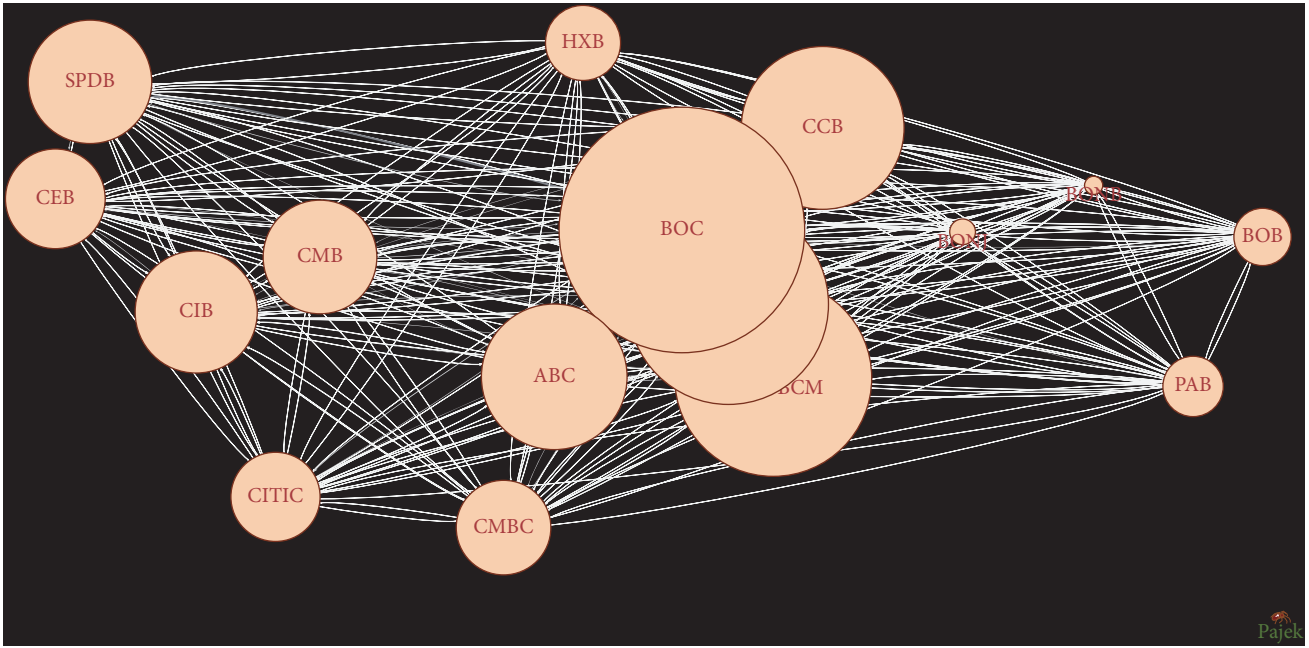 HXB
SPDB
CCB
BONB
CEB
BOC
BOB
BONJ
CMB
CIB
ABC
PAB
BCM
CITIC
CMBC
Pajek